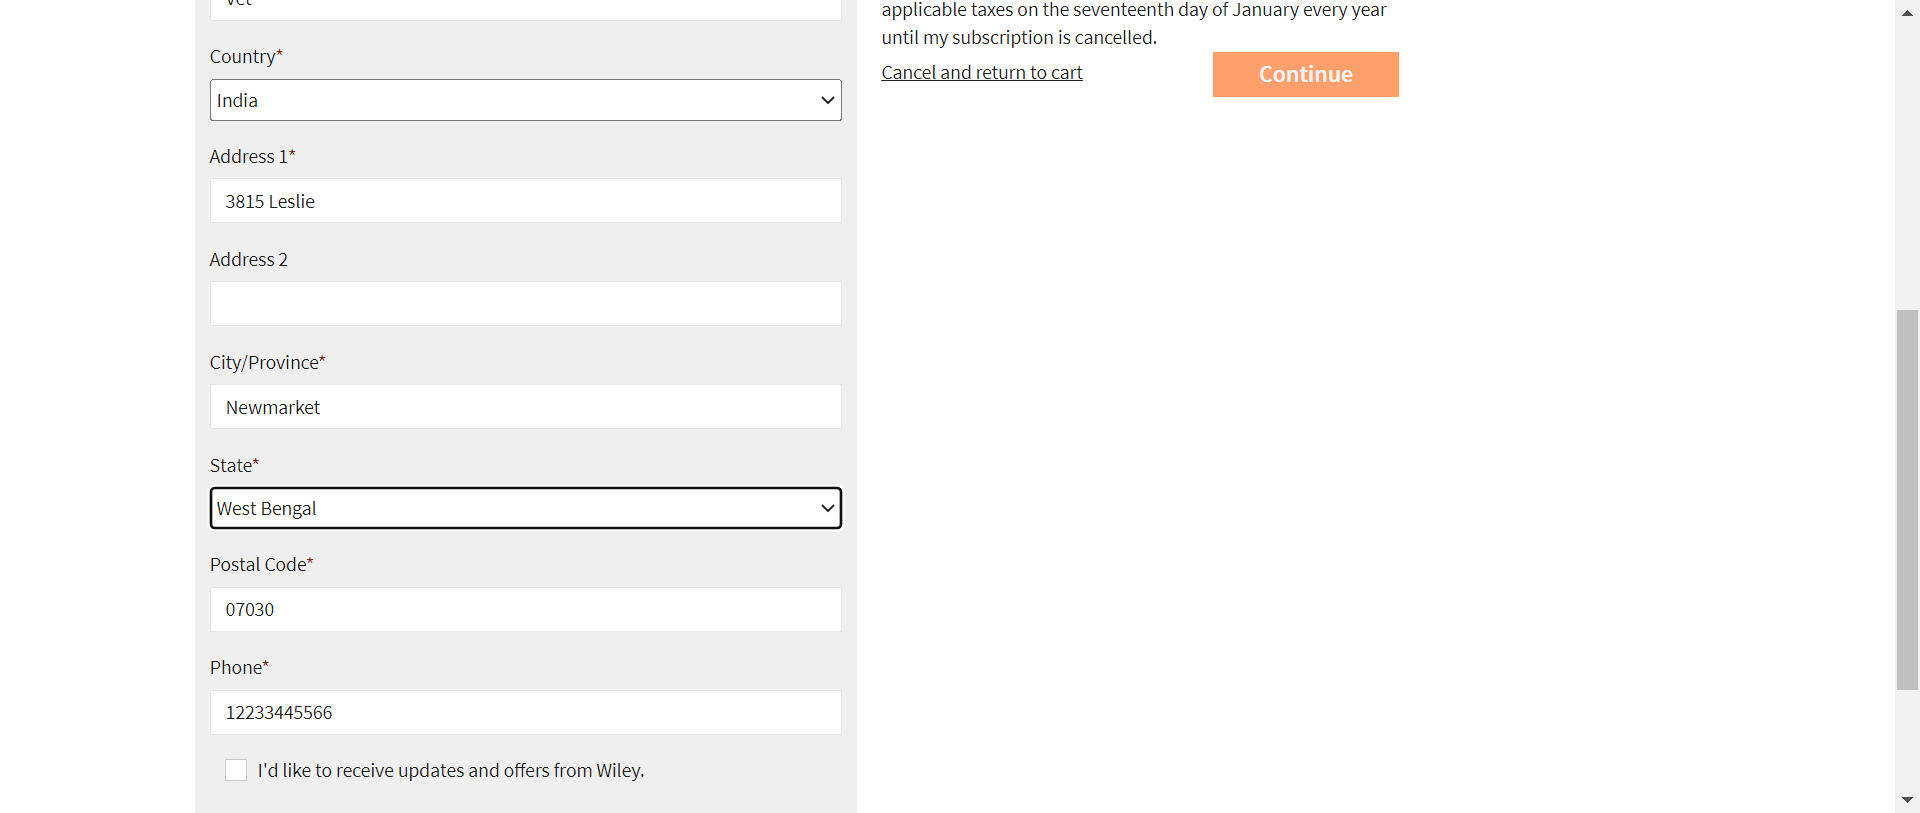 Country*
India
Address 1*
3815 Leslie
Address 2
City/Province*
Newmarket
State*
West Bengal
Postal Code*
07030
Phone*
12233445566
I'd like to receive updates and offers from Wiley.
applicable taxes on the seventeenth day of January every year
until my subscription is cancelled.
Cancel and return to cart
Continue